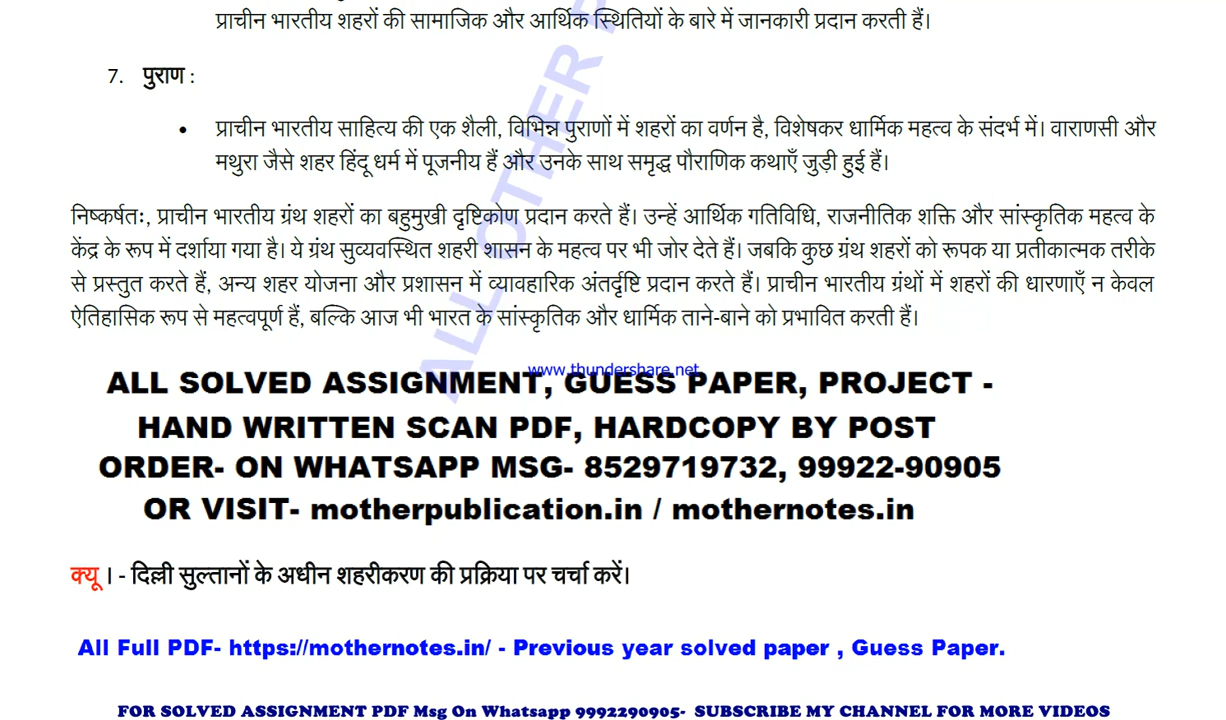 प्राचीन भारतीय शहरों की सामाजिक और आर्थिक स्थितियों के बारे में जानकारी प्रदान करती हैं।
7. पुराण :
• प्राचीन भारतीय साहित्य की एक शैली, विभिन्न पुराणों में शहरों का वर्णन है, विशेषकर धार्मिक महत्व के संदर्भ में। वाराणसी और
मथुरा जैसे शहर हिंदू धर्म में पूजनीय हैं और उनके साथ समृद्ध पौराणिक कथाएँ जुड़ी हुई हैं।
निष्कर्षतः, प्राचीन भारतीय ग्रंथ शहरों का बहुमुखी दृष्टिकोण प्रदान करते हैं। उन्हें आर्थिक गतिविधि, राजनीतिक शक्ति और सांस्कृतिक महत्व के
केंद्र के रूप में दर्शाया गया है। ये ग्रंथ सुव्यवस्थित शहरी शासन के महत्व पर भी जोर देते हैं। जबकि कुछ ग्रंथ शहरों को रूपक या प्रतीकात्मक तरीके
से प्रस्तुत करते हैं, अन्य शहर योजना और प्रशासन में व्यावहारिक अंतर्दृष्टि प्रदान करते हैं। प्राचीन भारतीय ग्रंथों में शहरों की धारणाएँ न केवल
ऐतिहासिक रूप से महत्वपूर्ण हैं, बल्कि आज भी भारत के सांस्कृतिक और धार्मिक ताने-बाने को प्रभावित करती हैं।
ALL OTHER P
www.thundershare.net
ALL SOLVED ASSIGNMENT, GUESS PAPER, PROJECT -
HAND WRITTEN SCAN PDF, HARDCOPY BY POST
ORDER- ON WHATSAPP MSG- 8529719732, 99922-90905
OR VISIT- motherpublication.in / mothernotes.in
क्यू । - दिल्ली सुल्तानों के अधीन शहरीकरण की प्रक्रिया पर चर्चा करें।
All Full PDF- https://mothernotes.in/ - Previous year solved paper , Guess Paper.
FOR SOLVED ASSIGNMENT PDF Msg On Whatsapp 9992290905- SUBSCRIBE MY CHANNEL FOR MORE VIDEOS